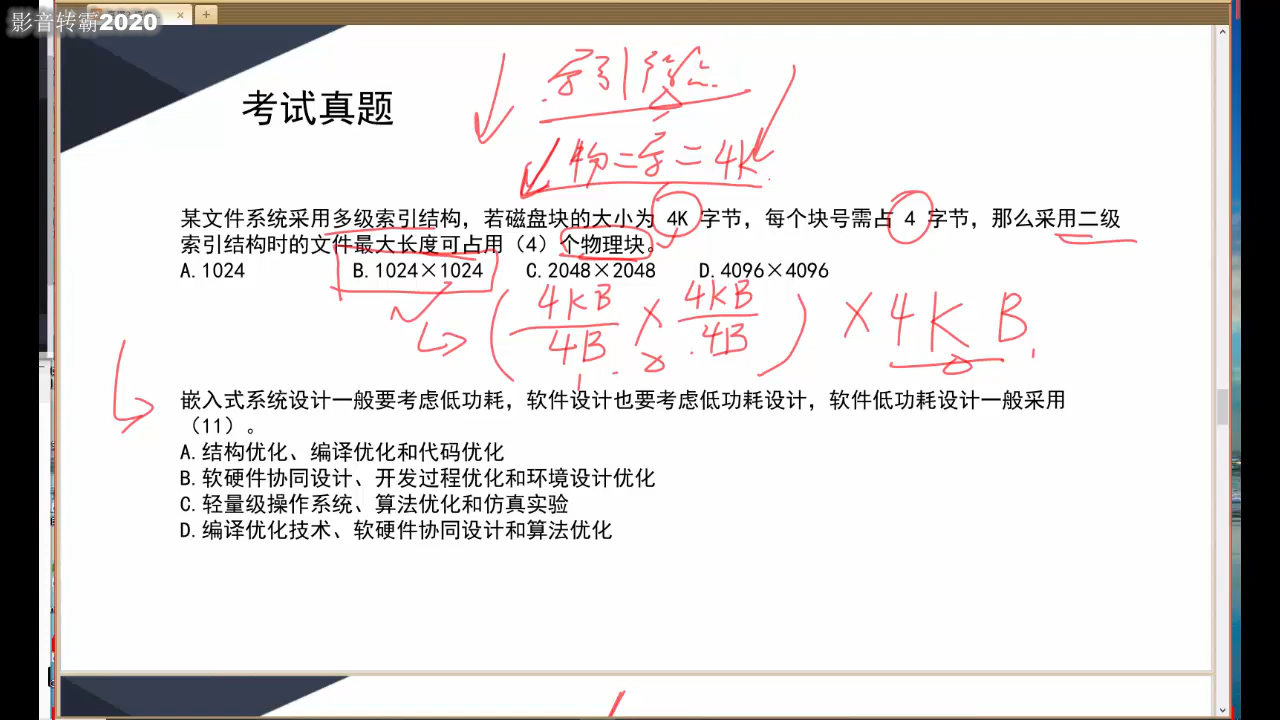 影音转霸2020
考试真题
索引
物 = 字 = 4K
某文件系统采用多级索引结构，若磁盘块的大小为 4K 字节，每个块号需占 4 字节，那么采用二级
索引结构时的文件最大长度可占用（4）个物理块。
A. 1024 B. 1024×1024 C. 2048×2048 D. 4096×4096
(4KB/4B × 4KB/4B) × 4KB
嵌入式系统设计一般要考虑低功耗，软件设计也要考虑低功耗设计，软件低功耗设计一般采用
（11）。
A. 结构优化、编译优化和代码优化
B. 软硬件协同设计、开发过程优化和环境设计优化
C. 轻量级操作系统、算法优化和仿真实验
D. 编译优化技术、软硬件协同设计和算法优化